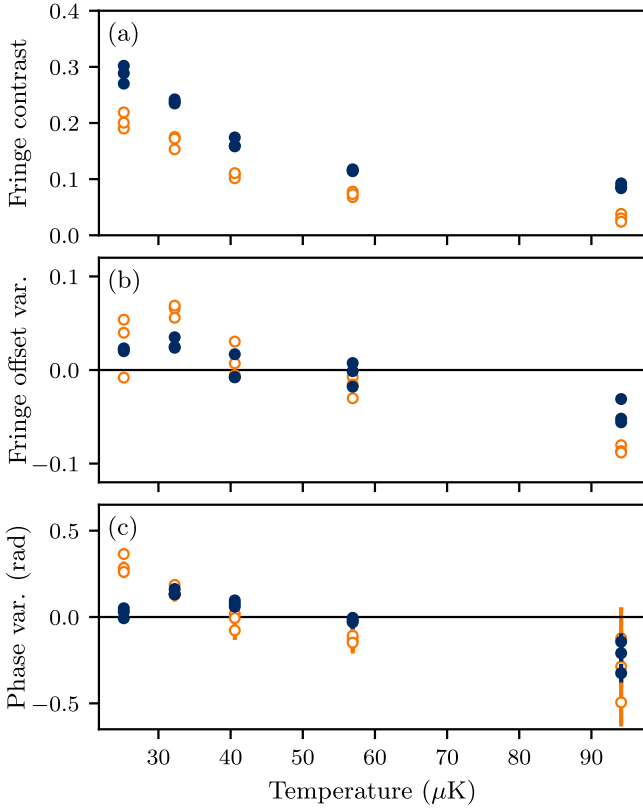 0.4
(a)
0.3
0.2
0.1
0.0
Fringe contrast
0.1
(b)
0.0
−0.1
Fringe offset var.
0.5
(c)
0.0
−0.5
Phase var. (rad)
30 40 50 60 70 80 90
Temperature (μK)